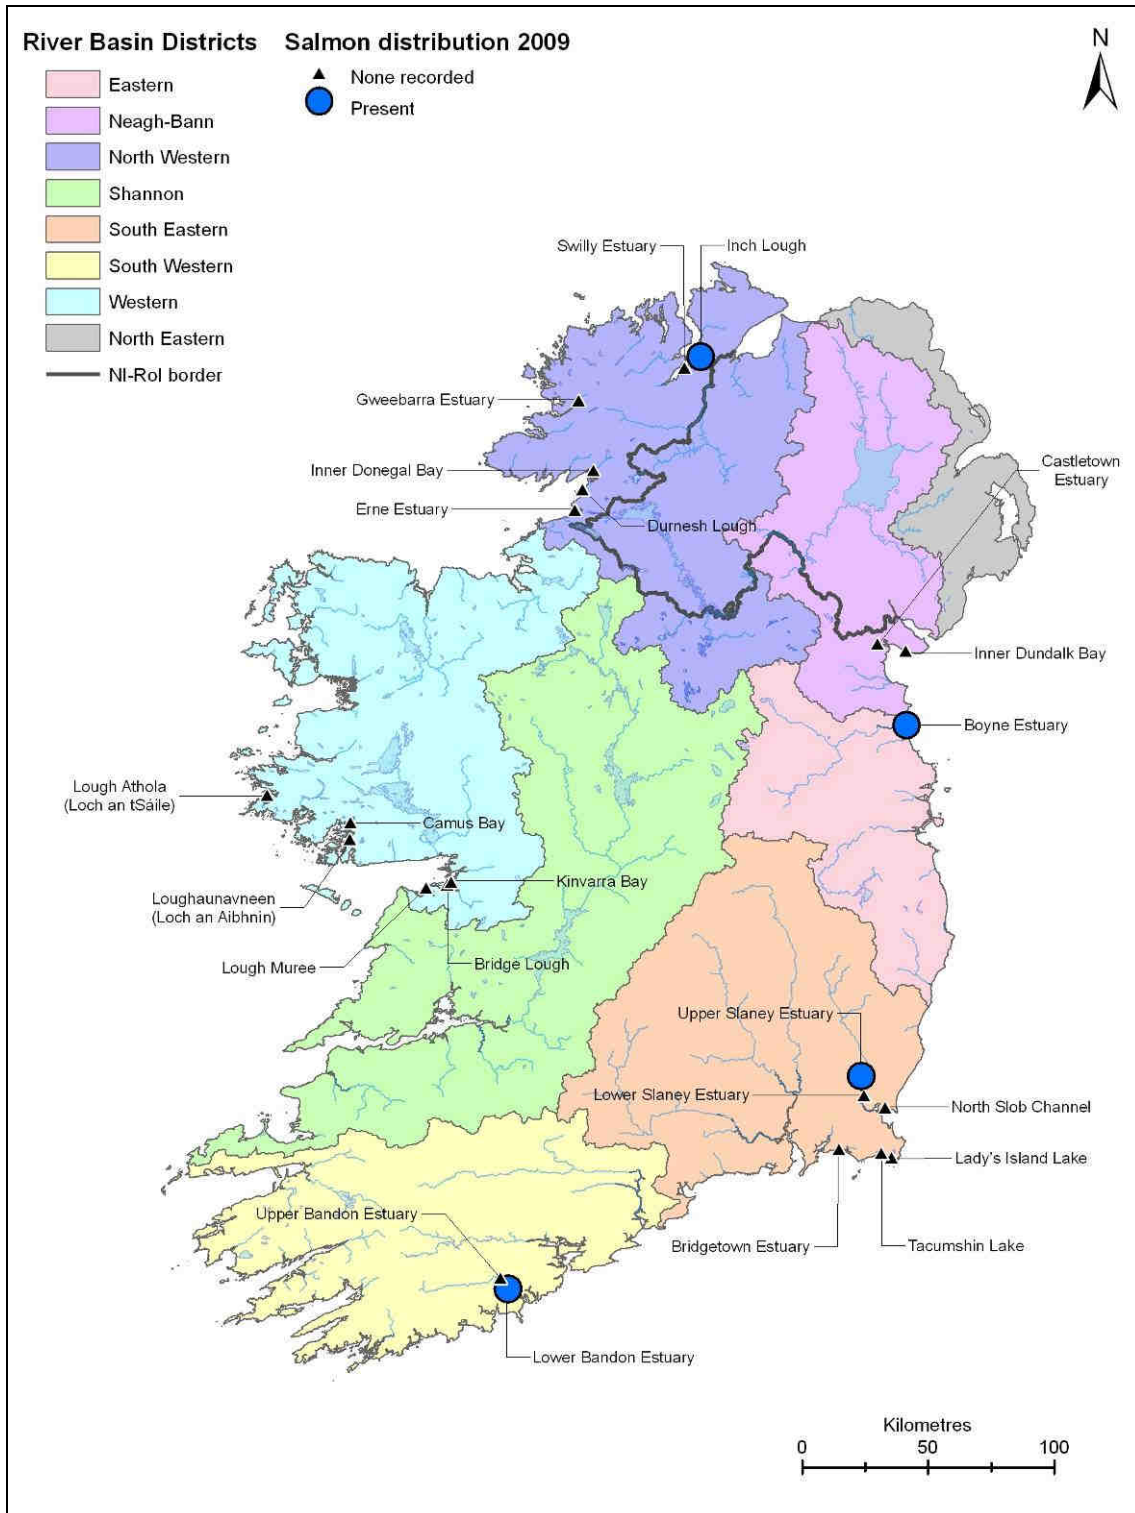 River Basin Districts
Eastern
Neagh-Bann
North Western
Shannon
South Eastern
South Western
Western
North Eastern
NI-RoI border
Salmon distribution 2009
None recorded
Present
N
Swilly Estuary
Inch Lough
Gweebarra Estuary
Inner Donegal Bay
Erne Estuary
Durnesh Lough
Castletown
Estuary
Inner Dundalk Bay
Boyne Estuary
Lough Athola
(Loch an tSáile)
Camus Bay
Loughaunavneen
(Loch an Aibhnin)
Kinvarra Bay
Lough Muree
Bridge Lough
Upper Slaney Estuary
Lower Slaney Estuary
North Slob Channel
Lady's Island Lake
Bridgetown Estuary
Tacumshin Lake
Upper Bandon Estuary
Lower Bandon Estuary
Kilometres
0 50 100